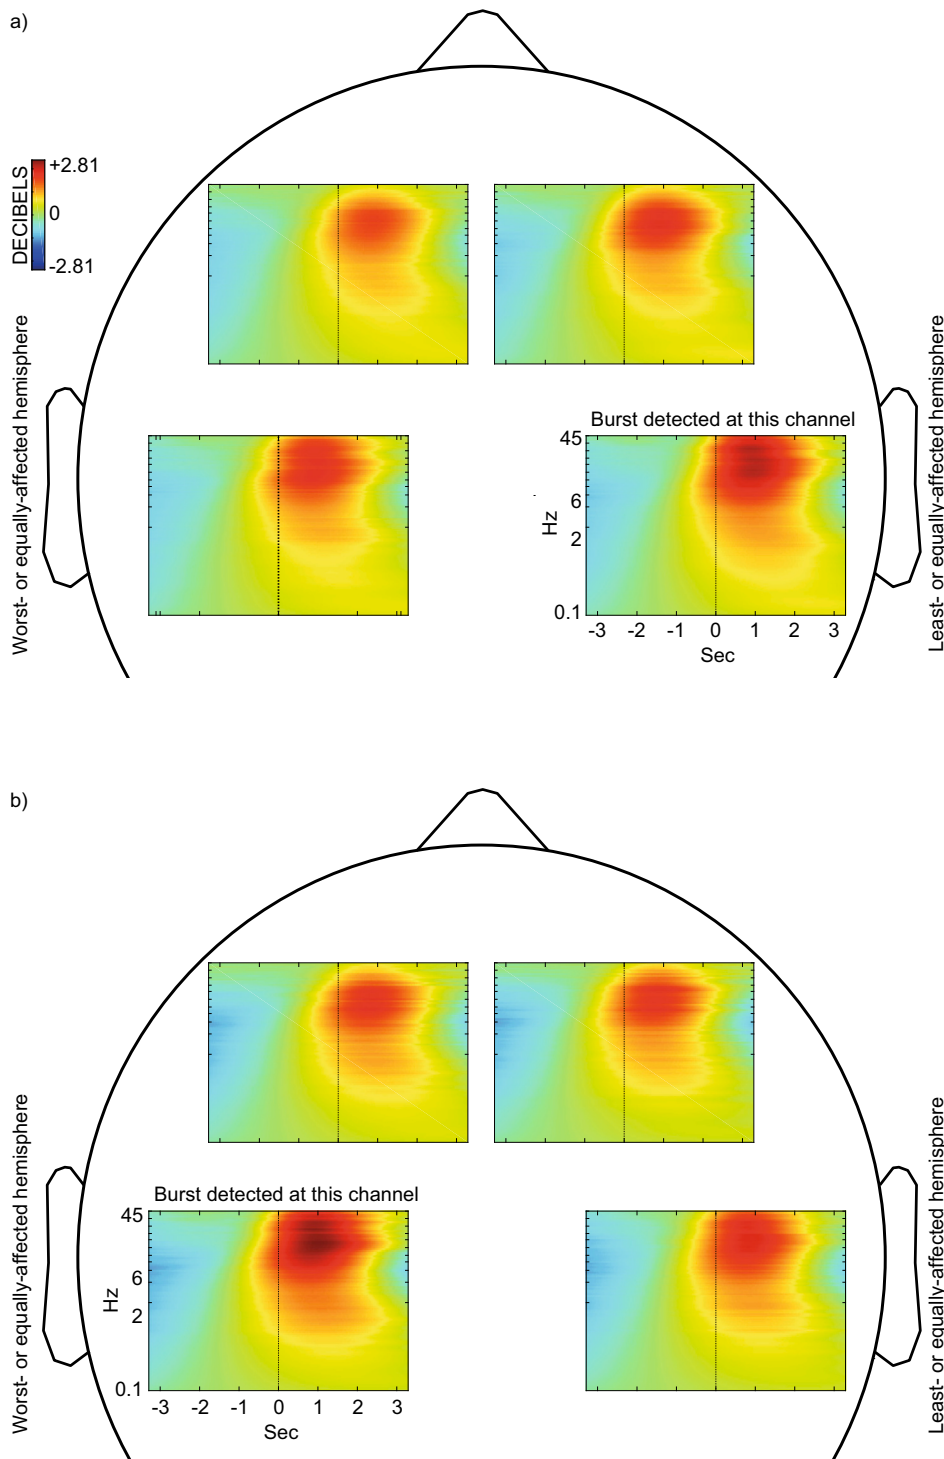 a)
DECIBELS
+2.81
0
-2.81
Worst- or equally-affected hemisphere
Least- or equally-affected hemisphere
Burst detected at this channel
45
6
2
0.1
Hz
-3 -2 -1 0 1 2 3
Sec
b)
Worst- or equally-affected hemisphere
Least- or equally-affected hemisphere
Burst detected at this channel
45
6
2
0.1
Hz
-3 -2 -1 0 1 2 3
Sec